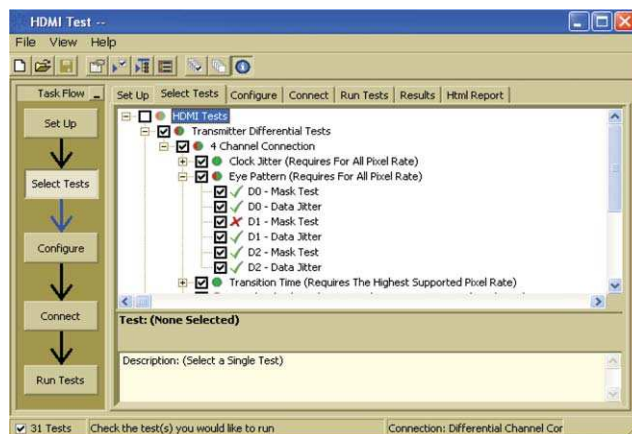 HDMI Test --
File View Help
Task Flow
Set Up
Select Tests
Configure
Connect
Run Tests
Set Up Select Tests Configure Connect Run Tests Results Html Report
HDMI Tests
Transmitter Differential Tests
4 Channel Connection
Clock Jitter (Requires For All Pixel Rate)
Eye Pattern (Requires For All Pixel Rate)
D0 - Mask Test
D0 - Data Jitter
D1 - Mask Test
D1 - Data Jitter
D2 - Mask Test
D2 - Data Jitter
Transition Time (Requires The Highest Supported Pixel Rate)
Test: (None Selected)
Description: (Select a Single Test)
31 Tests Check the test(s) you would like to run Connection: Differential Channel Cor